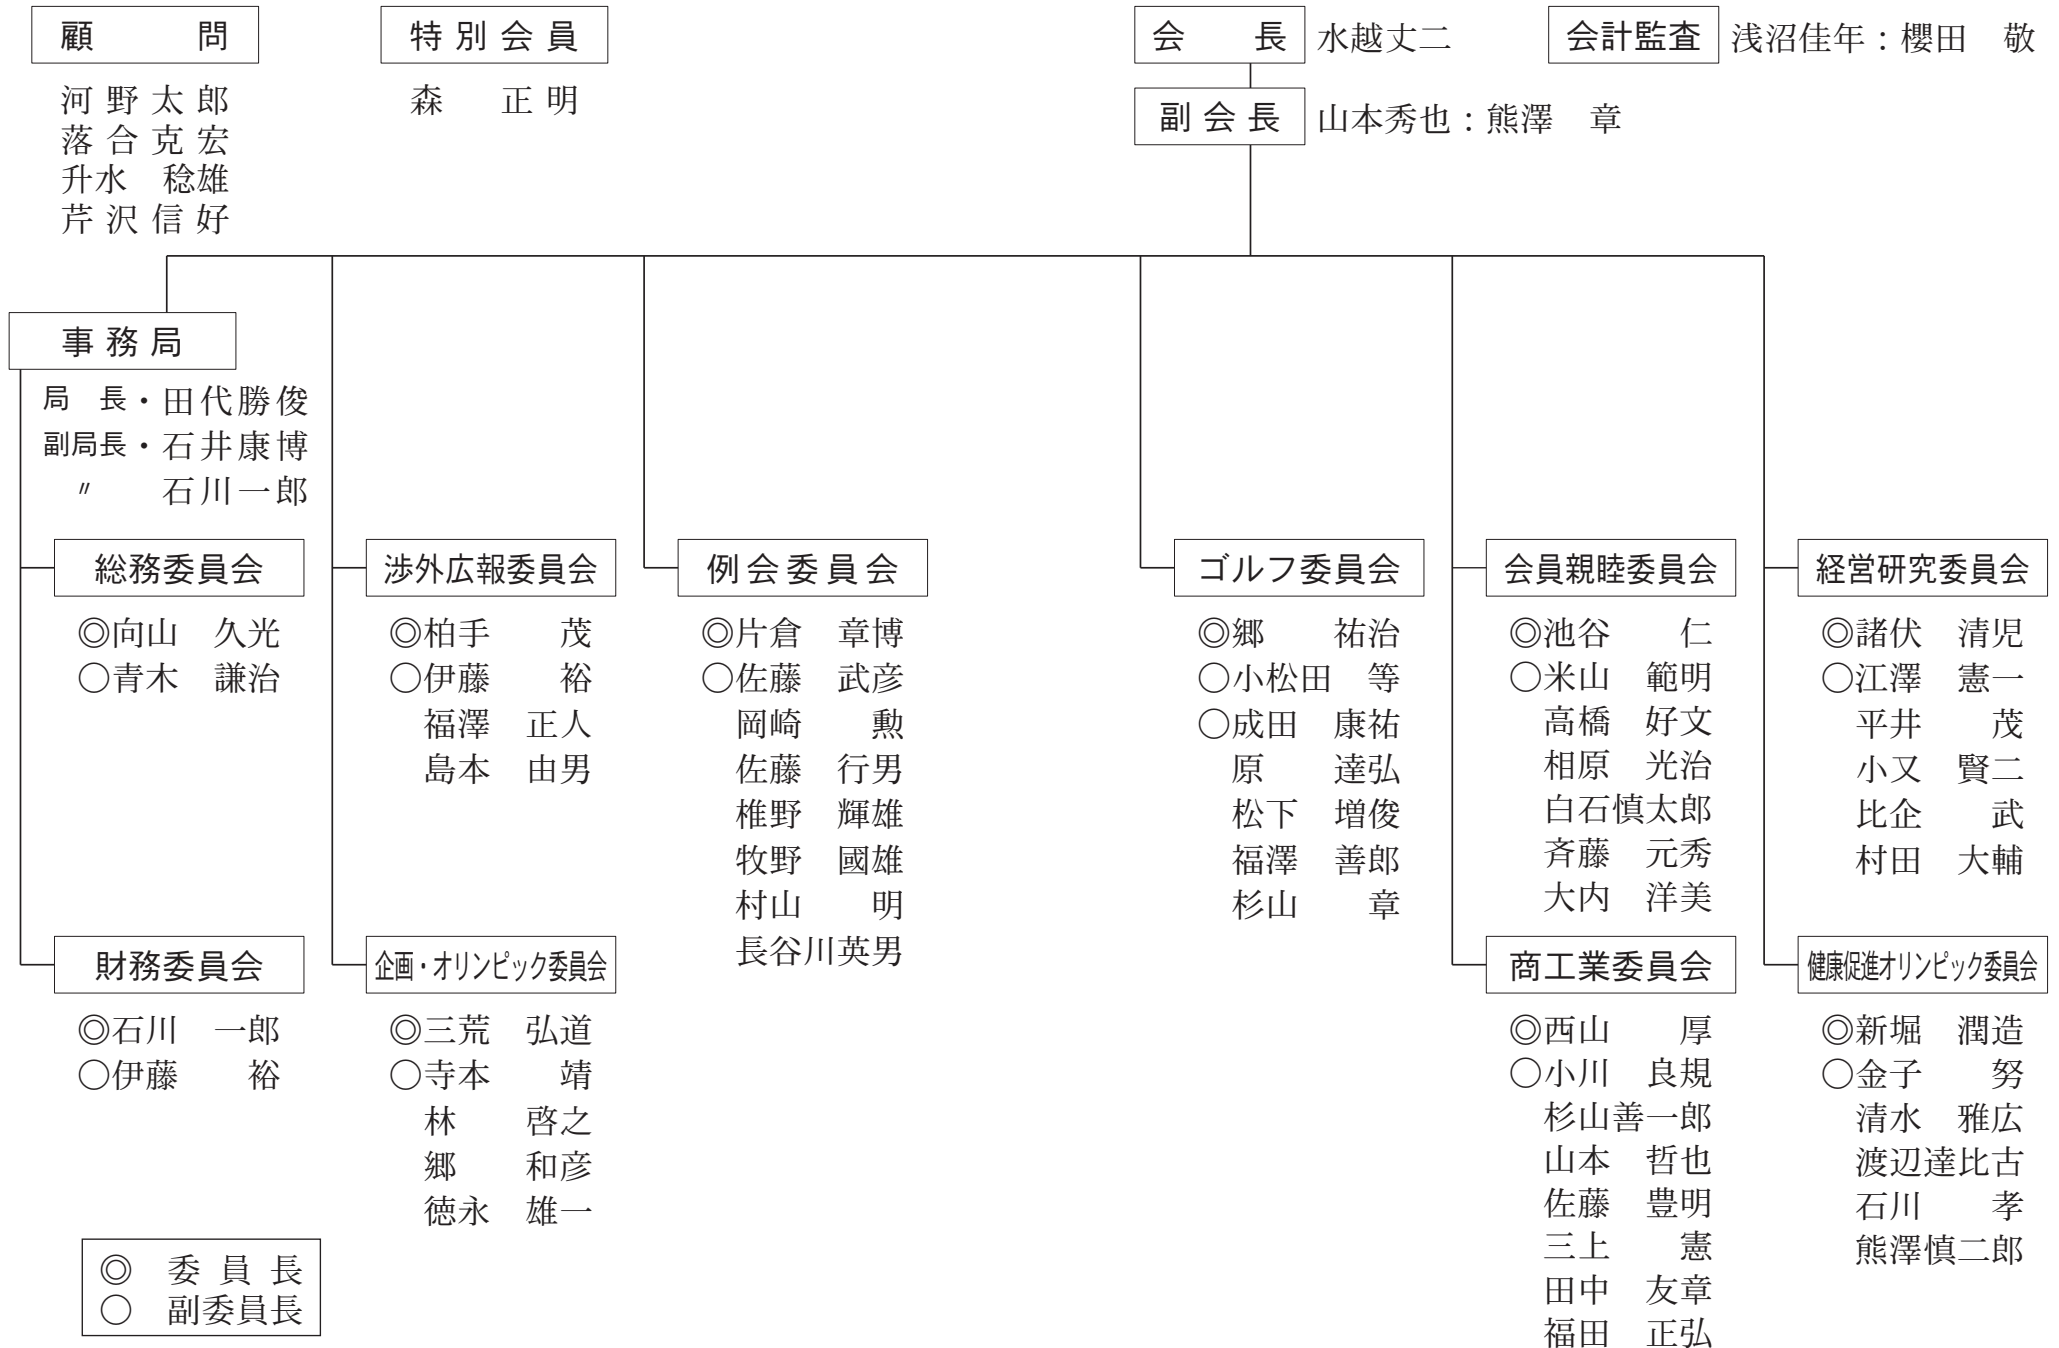 顧　問
河野太郎
落合克宏
升水　稔雄
芹沢信好
特別会員
森　正明
会　長　水越丈二
会計監査　浅沼佳年：櫻田　敬
副会長　山本秀也：熊澤　章
事務局
局　長・田代勝俊
副局長・石井康博
〃　石川一郎
総務委員会
◎向山　久光
○青木　謙治
財務委員会
◎石川　一郎
○伊藤　裕
渉外広報委員会
◎柏手　茂
○伊藤　裕
福澤　正人
島本　由男
企画・オリンピック委員会
◎三荒　弘道
○寺本　靖
林　啓之
郷　和彦
徳永　雄一
例会委員会
◎片倉　章博
○佐藤　武彦
岡崎　勲
佐藤　行男
椎野　輝雄
牧野　國雄
村山　明
長谷川英男
ゴルフ委員会
◎郷　祐治
○小松田　等
○成田　康祐
原　達弘
松下　増俊
福澤　善郎
杉山　章
会員親睦委員会
◎池谷　仁
○米山　範明
高橋　好文
相原　光治
白石慎太郎
斉藤　元秀
大内　洋美
商工業委員会
◎西山　厚
○小川　良規
杉山善一郎
山本　哲也
佐藤　豊明
三上　憲
田中　友章
福田　正弘
経営研究委員会
◎諸伏　清児
○江澤　憲一
平井　茂
小又　賢二
比企　武
村田　大輔
健康促進オリンピック委員会
◎新堀　潤造
○金子　努
清水　雅広
渡辺達比古
石川　孝
熊澤慎二郎
◎　委員長
○　副委員長